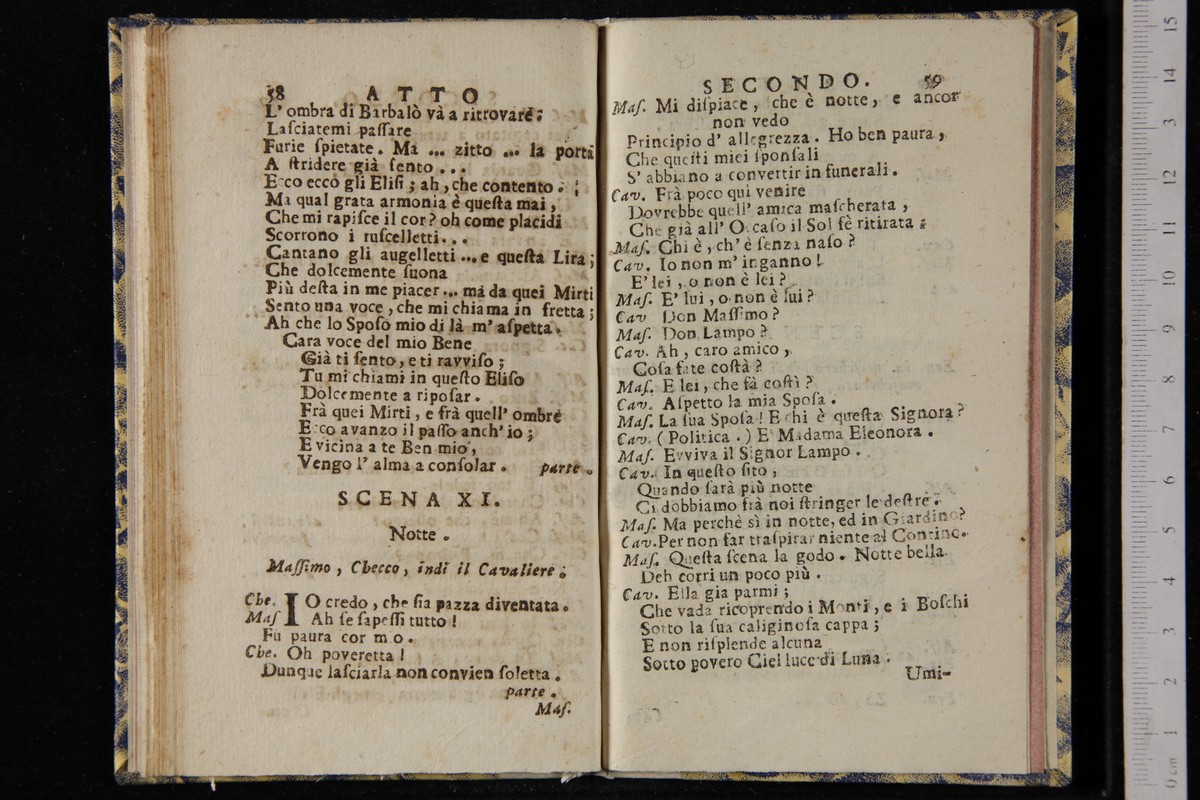 58 ATTO
L' ombra di Barbalò và a ritrovare;
Laſciatemi paſſare
Furie ſpietate. Ma ... zitto ... la porta
A ſtridere già ſento ...
Ecco eccò gli Eliſi; ah, che contento.
Ma qual grata armonia è queſta mai,
Che mi rapiſce il cor? oh come placidi
Scorrono i ruſcelletti...
Cantano gli augelletti ... e queſta Lira;
Che dolcemente ſuona
Più deſta in me piacer... ma da quei Mirti
Sento una voce, che mi chiama in fretta;
Ah che lo Spoſo mio di là m' aſpetta.
Cara voce del mio Bene
Già ti ſento, e ti ravviſo;
Tu mi chiami in queſto Eliſo
Dolcemente a ripoſar.
Frà quei Mirti, e frà quell' ombre
Ecco avanzo il paſſo anch' io;
E vicina a te Ben mio,
Vengo l' alma a conſolar. parte.
SCENA XI.
Notte.
Maſſimo, Checco, indi il Cavaliere.
Che. IO credo, che ſia pazza diventata.
Maſ Ah ſe ſapeſſi tutto!
Fù paura cor m o.
Che. Oh poveretta!
Dunque laſciarla non convien ſoletta.
parte.
Maſ.
SECONDO. 59
Maſ. Mi diſpiace, che è notte, e ancor
non vedo
Principio d' allegrezza. Ho ben paura,
Che queſti miei ſponſali
S' abbiano a convertir in funerali.
Cav. Frà poco quì venire
Dovrebbe quell' amica maſcherata,
Che già all' Occaſo il Sol fè ritirata:
Maſ. Chi è, ch' è ſenza naſo?
Cav. Io non m' inganno!
E' lei, o non è lei?
Maſ. E' lui, o non è lui?
Cav Don Maſſimo?
Maſ. Don Lampo?
Cav. Ah, caro amico,
Coſa fate coſtà?
Maſ. E lei, che fà coſtì?
Cav. Aſpetto la mia Spoſa.
Maſ. La ſua Spoſa! E chi è queſta Signora?
Cav. (Politica.) E' Madama Eleonora.
Maſ. Evviva il Signor Lampo.
Cav. In queſto ſito,
Quando ſarà più notte
Ci dobbiamo frà noi ſtringer le deſtre.
Maſ. Ma perchè sì in notte, ed in Giardino?
Cav. Per non far traſpirar niente al Contino.
Maſ. Queſta ſcena la godo. Notte bella.
Deh corri un poco più.
Cav. Ella gia parmi;
Che vada ricoprendo i Monti, e i Boſchi
Sotto la ſua caliginoſa cappa;
E non riſplende alcuna
Sotto povero Ciel luce di Luna.
Umi-